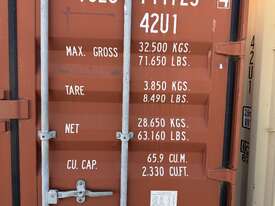 42U1
MAX. GROSS 32.500 KGS.
71.650 LBS.
TARE 3.850 KGS.
8.490 LBS.
NET 28.650 KGS.
63.160 LBS.
CU. CAP. 65.9 CU.M.
2.330 CU.FT.
42U1